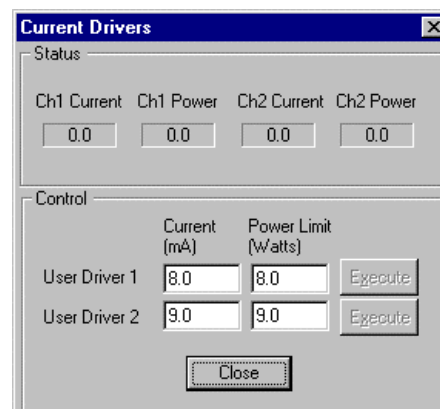 Current Drivers
Status
Ch1 Current Ch1 Power Ch2 Current Ch2 Power
0.0 0.0 0.0 0.0
Control
Current Power Limit
(mA) (Watts)
User Driver 1 8.0 8.0 Execute
User Driver 2 9.0 9.0 Execute
Close